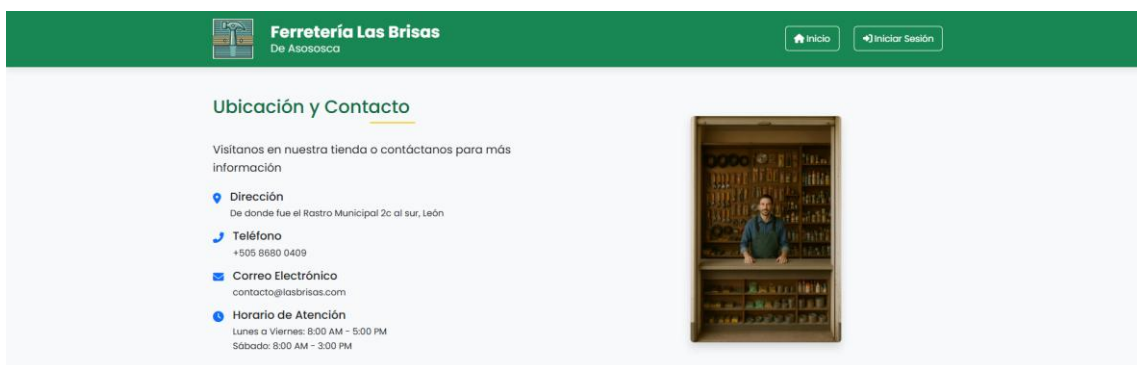 Ferretería Las Brisas
De Asososca
Inicio
Iniciar Sesión
Ubicación y Contacto
Visítanos en nuestra tienda o contáctanos para más
información
Dirección
De donde fue el Rastro Municipal 2c al sur, León
Teléfono
+505 8680 0409
Correo Electrónico
contacto@lasbrisas.com
Horario de Atención
Lunes a Viernes: 8:00 AM - 5:00 PM
Sábado: 8:00 AM - 3:00 PM